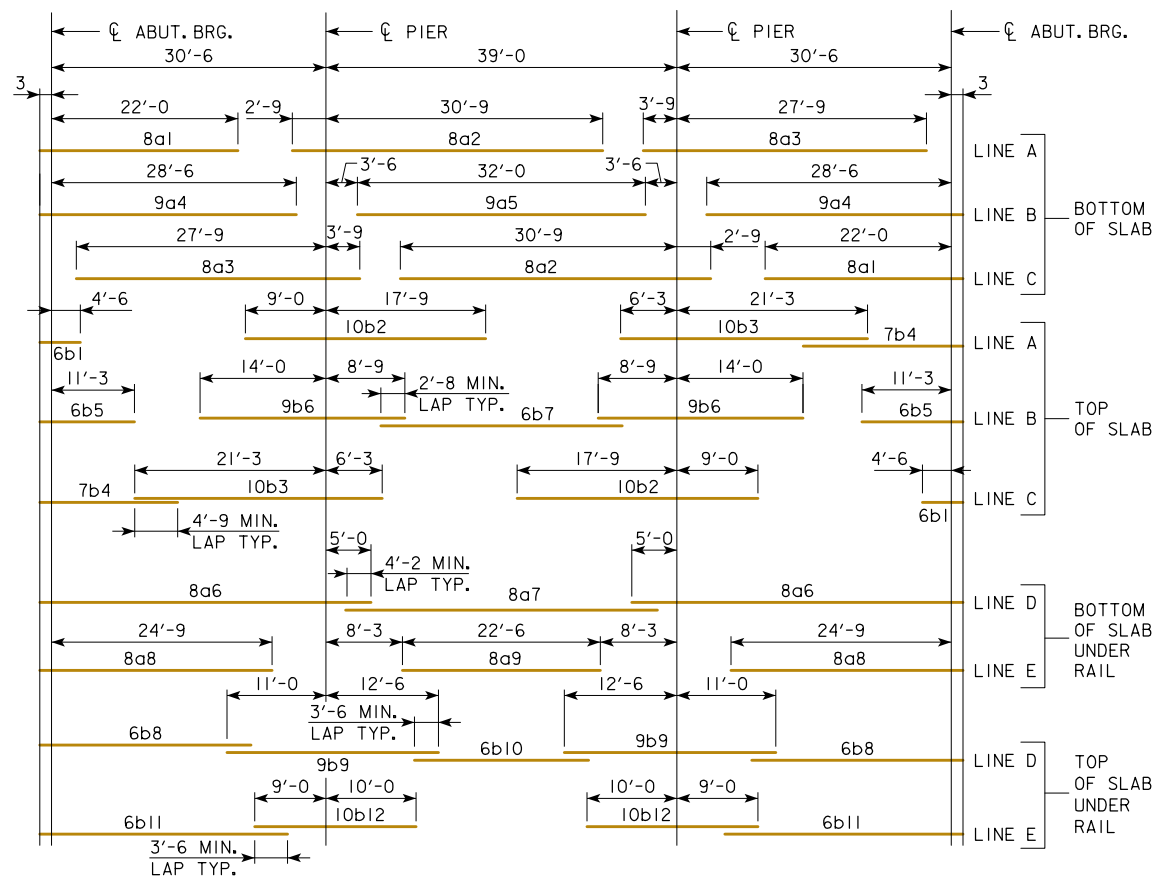 ℄ ABUT. BRG. ℄ PIER ℄ PIER ℄ ABUT. BRG.
30'-6 39'-0 30'-6
3 3
22'-0 2'-9 30'-9 3'-9 27'-9
8a1 8a2 8a3 LINE A
28'-6 3'-6 32'-0 3'-6 28'-6
9a4 9a5 9a4 LINE B
BOTTOM
OF SLAB
27'-9 3'-9 30'-9 2'-9 22'-0
8a3 8a2 8a1 LINE C
4'-6 9'-0 17'-9 6'-3 21'-3
6b1 10b2 10b3 7b4 LINE A
11'-3 14'-0 8'-9 2'-8 MIN.
LAP TYP.
8'-9 14'-0 11'-3
6b5 9b6 6b7 9b6 6b5 LINE B
TOP
OF SLAB
21'-3 6'-3 17'-9 9'-0 4'-6
7b4 10b3 10b2 6b1 LINE C
4'-9 MIN.
LAP TYP.
5'-0 5'-0
4'-2 MIN.
LAP TYP.
8a6 8a7 8a6 LINE D
BOTTOM
OF SLAB
UNDER
RAIL
24'-9 8'-3 22'-6 8'-3 24'-9
8a8 8a9 8a8 LINE E
11'-0 12'-6 12'-6 11'-0
3'-6 MIN.
LAP TYP.
6b8 9b9 6b10 9b9 6b8 LINE D
TOP
OF SLAB
UNDER
RAIL
9'-0 10'-0 10'-0 9'-0
6b11 10b12 10b12 6b11 LINE E
3'-6 MIN.
LAP TYP.